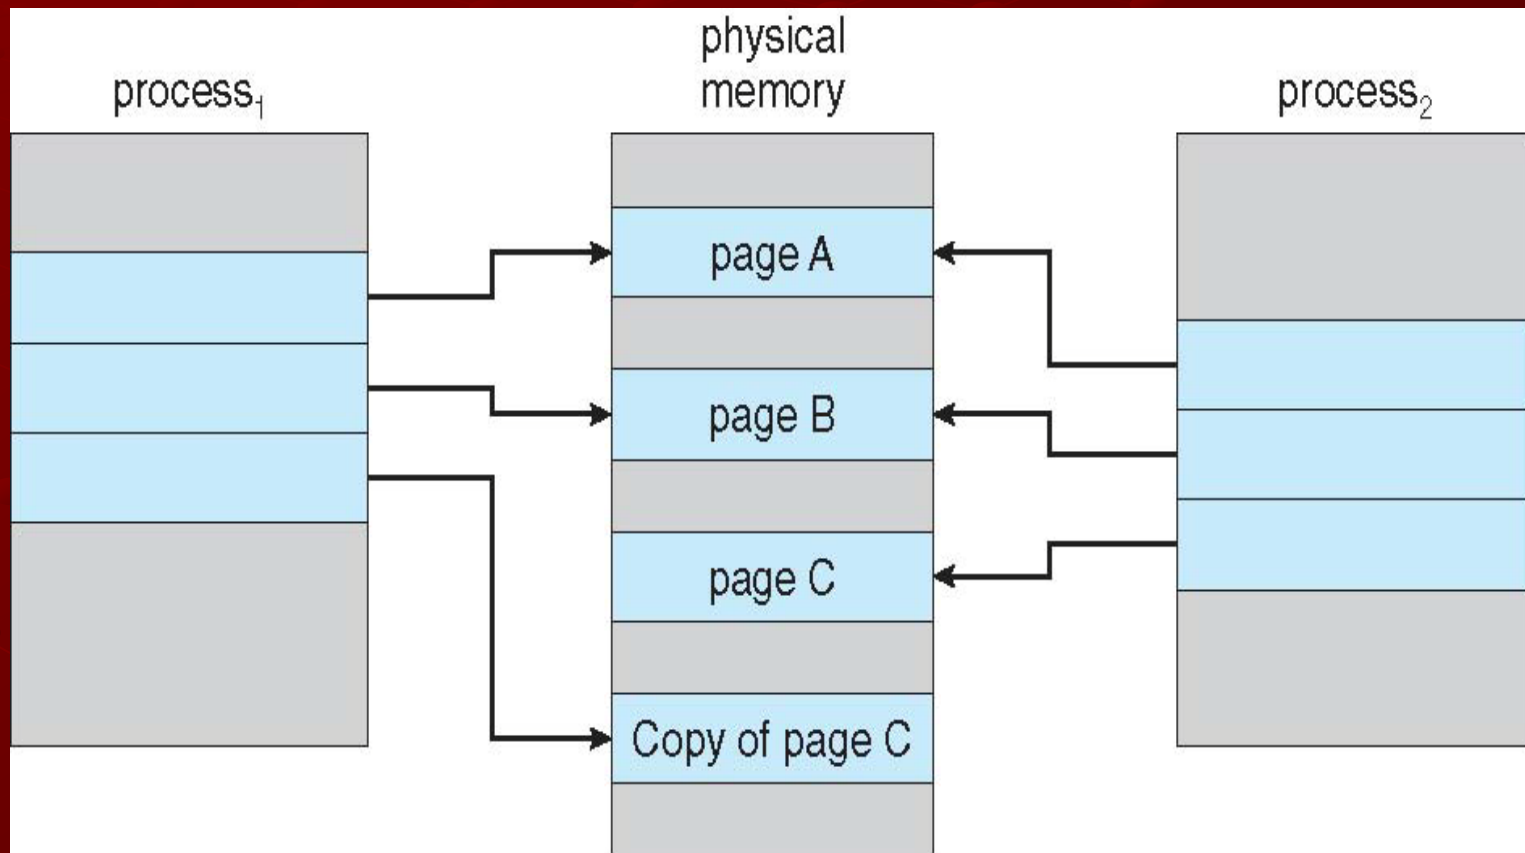 physical
memory
process₁
process₂
page A
page B
page C
Copy of page C